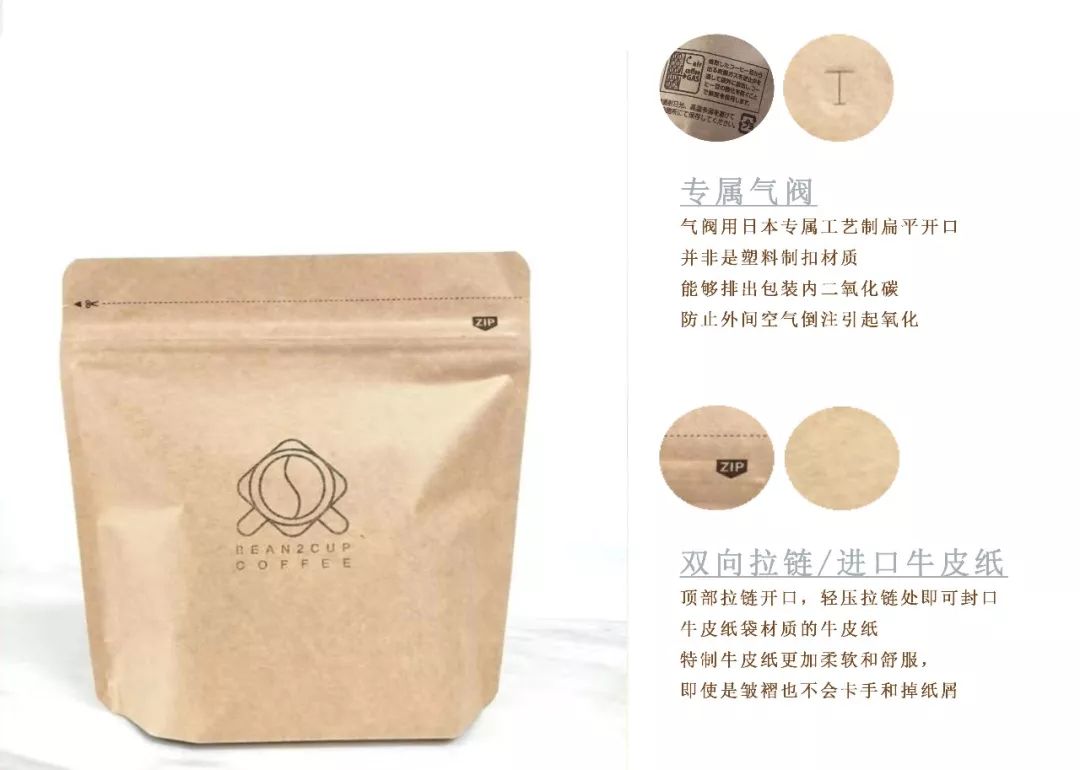 ZIP
BEAN2CUP
COFFEE
air
coffee
GAS
専属气阀
气阀用日本专属工艺制扁平开口
并非是塑料制扣材质
能够排出包装内二氧化碳
防止外间空气倒注引起氧化
ZIP
双向拉链/进口牛皮纸
顶部拉链开口，轻压拉链处即可封口
牛皮纸袋材质的牛皮纸
特制牛皮纸更加柔软和舒服，
即使是皱褶也不会卡手和掉纸屑